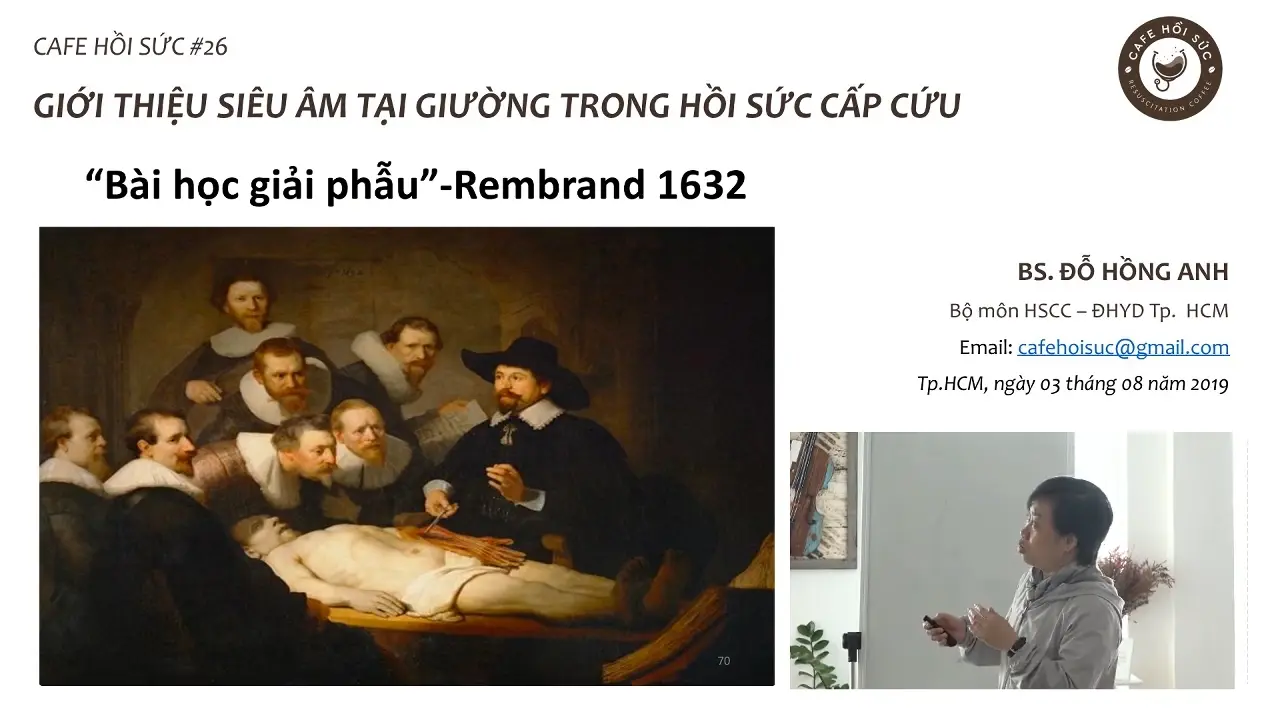 CAFE HỒI SỨC #26
GIỚI THIỆU SIÊU ÂM TẠI GIƯỜNG TRONG HỒI SỨC CẤP CỨU
CAFE HỒI SỨC
RESUSCITATION COFFEE
“Bài học giải phẫu”-Rembrand 1632
BS. ĐỖ HỒNG ANH
Bộ môn HSCC – ĐHYD Tp. HCM
Email: cafehoisuc@gmail.com
Tp.HCM, ngày 03 tháng 08 năm 2019
70